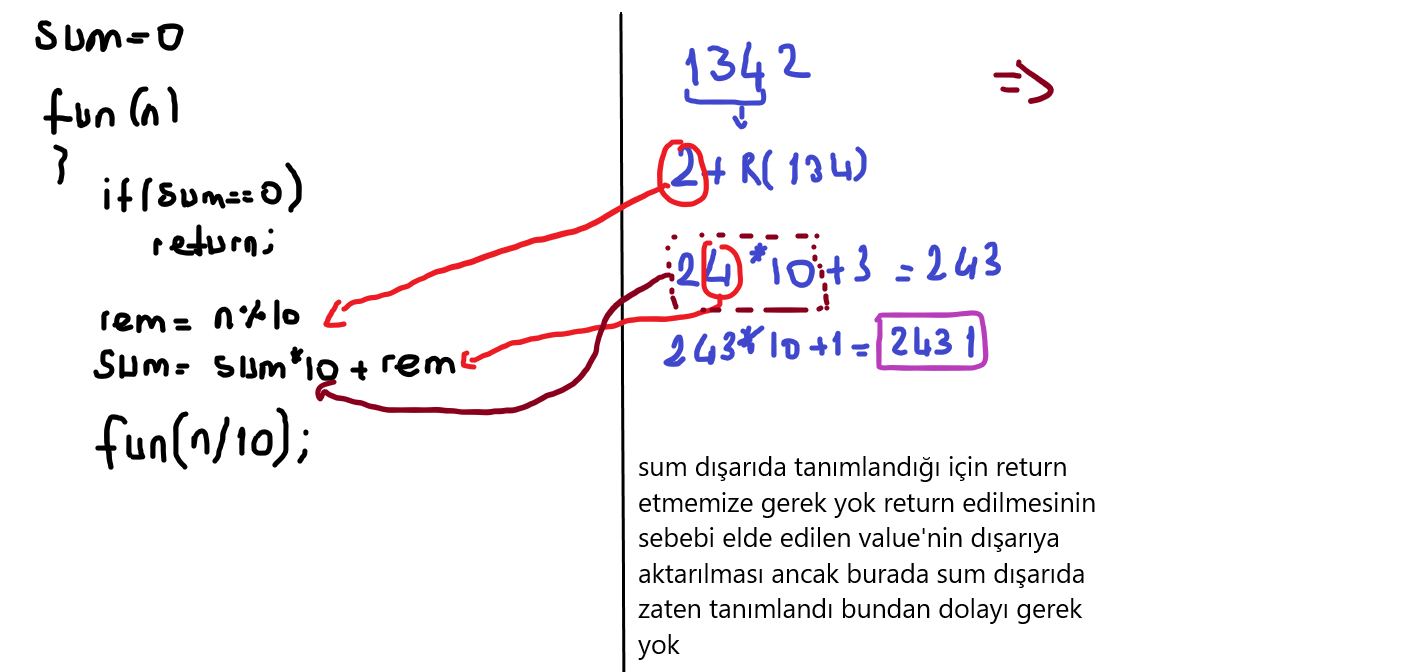 sum=0
fun(n)
}
if(sum==0)
return;
rem= n%10
sum= sum*10 + rem
fun(n/10);
1342
=>
2+ R(134)
24*10+3 = 243
243*10+1= 2431
sum dışarıda tanımlandığı için return
etmemize gerek yok return edilmesinin
sebebi elde edilen value'nin dışarıya
aktarılması ancak burada sum dışarıda
zaten tanımlandı bundan dolayı gerek
yok